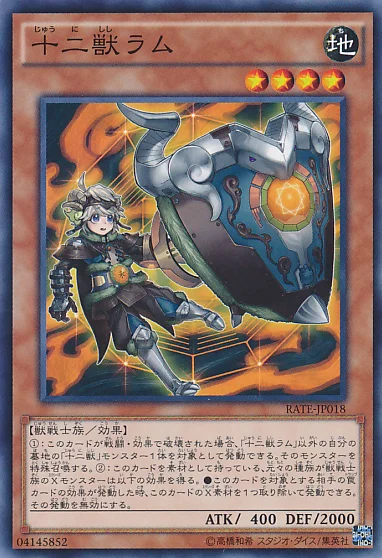 じゅう に しし
十二獣ラム
ち
地
RATE-JP018
【獣戦士族／効果】
①：このカードが戦闘・効果で破壊された場合、「十二獣ラム」以外の自分の
墓地の「十二獣」モンスター1体を対象として発動できる。そのモンスターを
特殊召喚する。②：このカードを素材として持っている、元々の種族が獣戦士
族のXモンスターは以下の効果を得る。●このカードを対象とする相手の罠
カードの効果が発動した時、このカードのX素材を1つ取り除いて発動できる。
その発動を無効にする。
ATK/ 400 DEF/2000
04145852
©高橋和希 スタジオ・ダイス/集英社